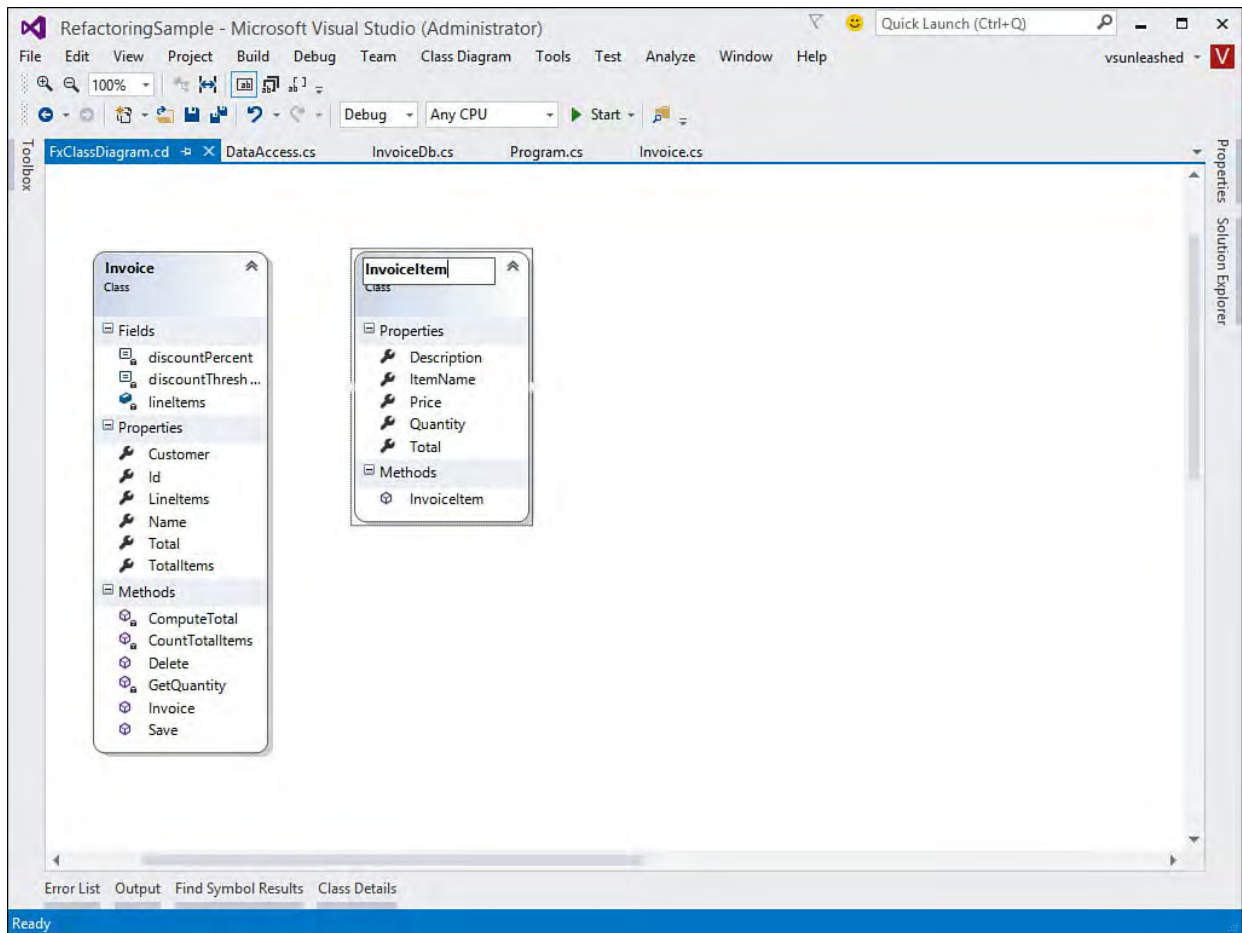 RefactoringSample - Microsoft Visual Studio (Administrator)
Quick Launch (Ctrl+Q)
File Edit View Project Build Debug Team Class Diagram Tools Test Analyze Window Help
vsunleashed V
100%
Debug Any CPU Start
Toolbox
FxClassDiagram.cd DataAccess.cs InvoiceDb.cs Program.cs Invoice.cs
Properties
Solution Explorer
Invoice
Class
Fields
discountPercent
discountThresh...
lineItems
Properties
Customer
Id
LineItems
Name
Total
TotalItems
Methods
ComputeTotal
CountTotalItems
Delete
GetQuantity
Invoice
Save
InvoiceItem
Class
Properties
Description
ItemName
Price
Quantity
Total
Methods
InvoiceItem
Error List Output Find Symbol Results Class Details
Ready